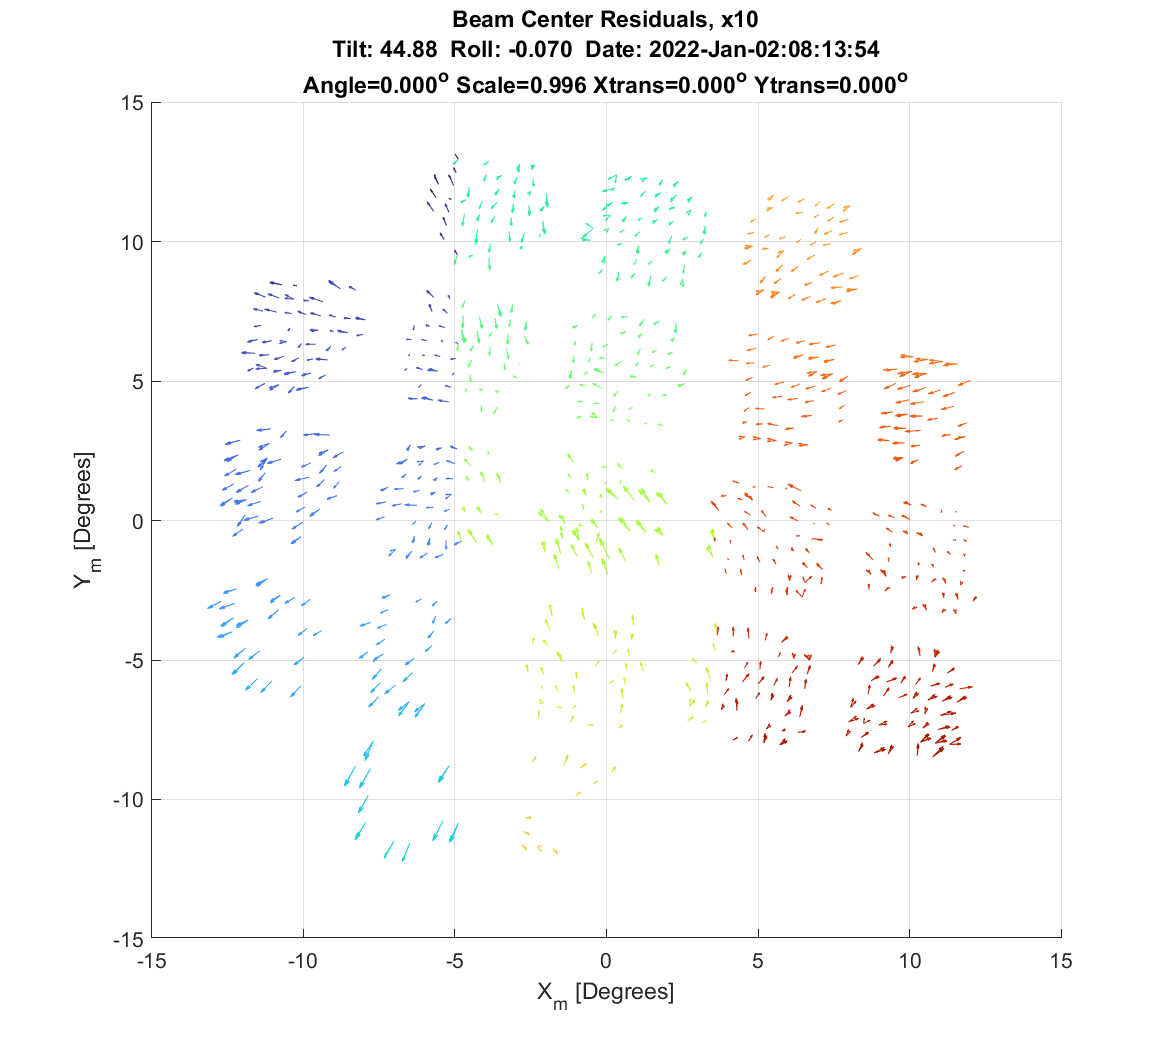 Beam Center Residuals, x10
Tilt: 44.88 Roll: -0.070 Date: 2022-Jan-02:08:13:54
Angle=0.000° Scale=0.996 Xtrans=0.000° Ytrans=0.000°
15
10
5
0
-5
-10
-15
Y_m [Degrees]
-15 -10 -5 0 5 10 15
X_m [Degrees]